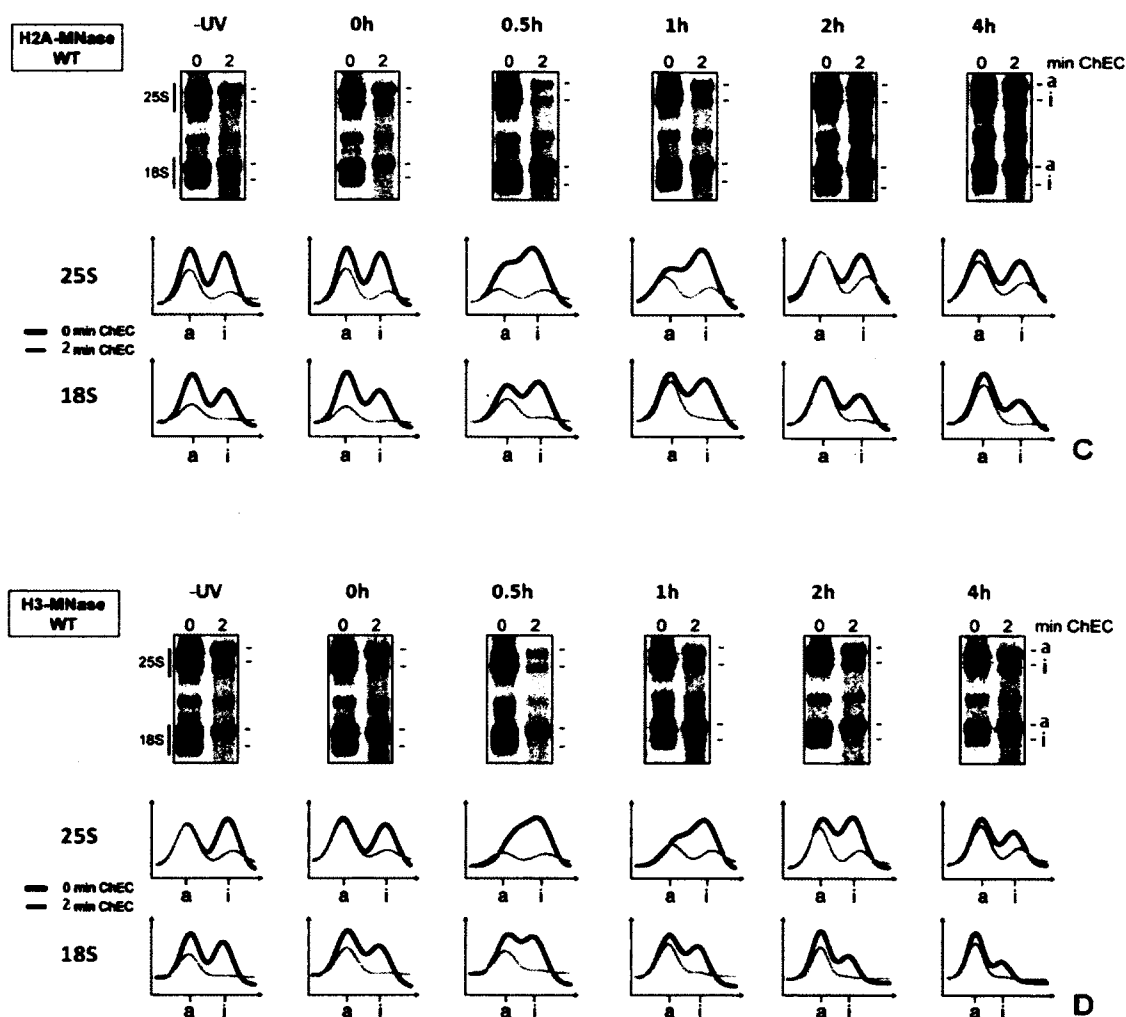 H2A-MNase
WT
-UV 0h 0.5h 1h 2h 4h
0 2 0 2 0 2 0 2 0 2 0 2 min ChEC
25S
a
i
18S
a
i
25S
0 min ChEC
2 min ChEC
a i a i a i a i a i a i
18S
a i a i a i a i a i a i
C
H3-MNase
WT
-UV 0h 0.5h 1h 2h 4h
0 2 0 2 0 2 0 2 0 2 0 2 min ChEC
25S
a
i
18S
a
i
25S
0 min ChEC
2 min ChEC
a i a i a i a i a i a i
18S
a i a i a i a i a i a i
D